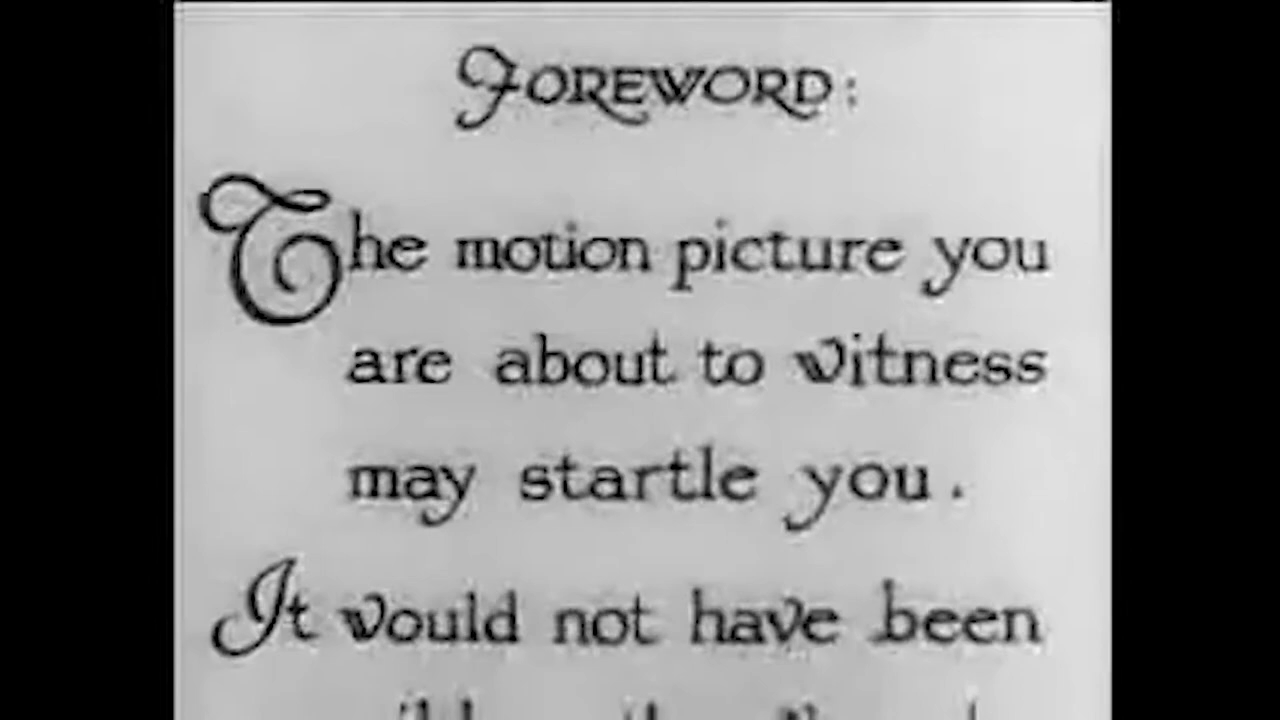 FOREWORD:
The motion picture you
are about to witness
may startle you.
It would not have been